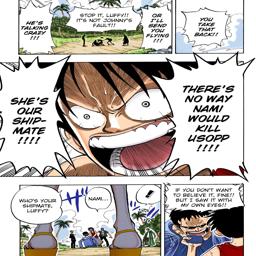 YOU
TAKE
THAT
BACK!!
OR
I'LL
SEND
YOU
FLYING
!!!
STOP IT,
LUFFY!!
IT'S NOT
JOHNNY'S
FAULT!!
HE'S
TALKING
CRAZY
!!!
THERE'S
NO WAY
NAMI
WOULD
KILL
USOPP
!!!!
SHE'S
OUR
SHIP-
MATE
!!!!
IF YOU DON'T
WANT TO
BELIEVE IT, FINE!!
BUT I SAW IT WITH
MY OWN EYES!!
NAMI...
WHO'S
YOUR
SHIPMATE,
LUFFY?